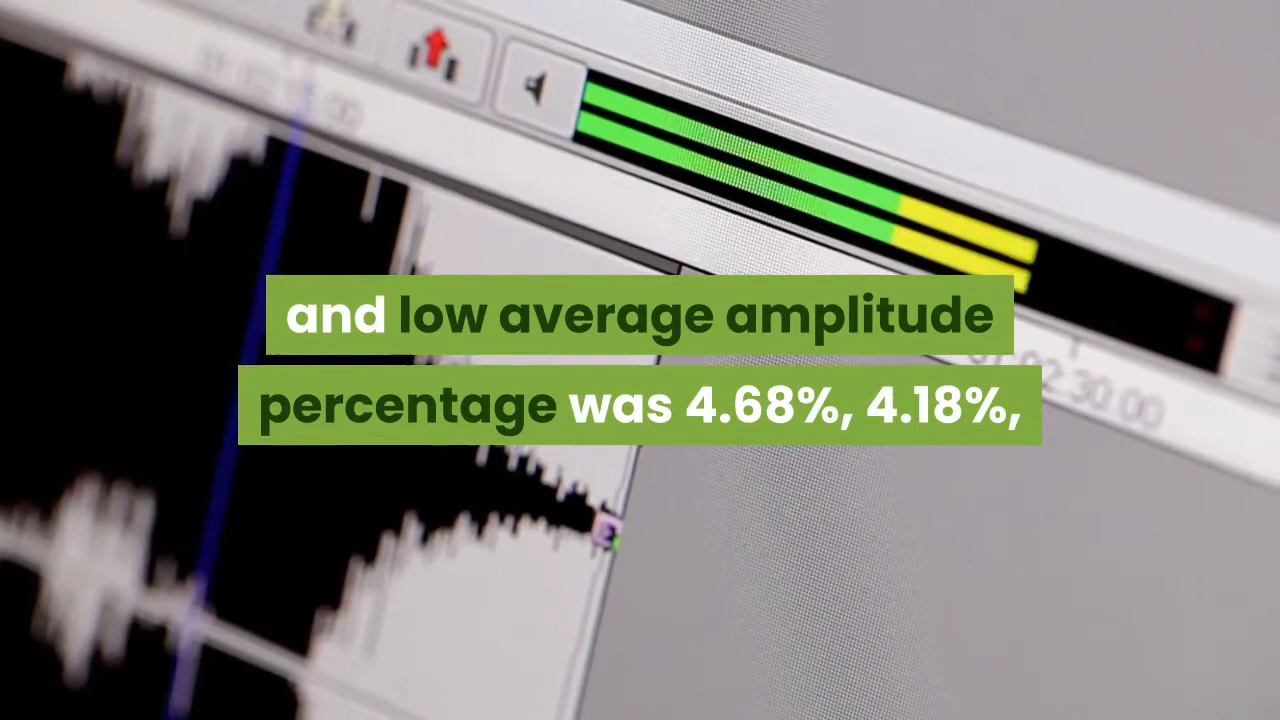 and low average amplitude
percentage was 4.68%, 4.18%,